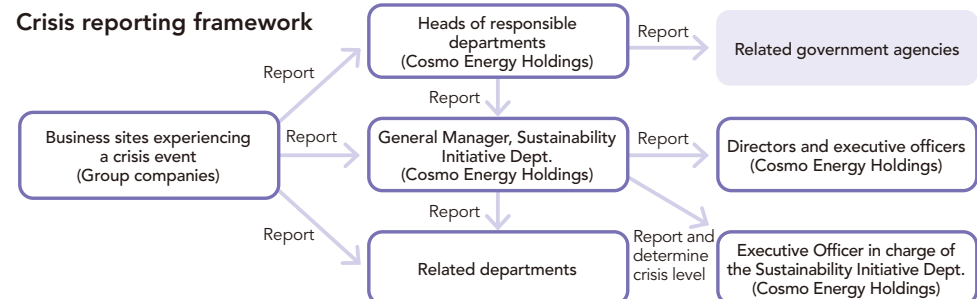 Crisis reporting framework
Heads of responsible
departments
(Cosmo Energy Holdings)
Report
Related government agencies
Report
Report
Business sites experiencing
a crisis event
(Group companies)
Report
General Manager, Sustainability
Initiative Dept.
(Cosmo Energy Holdings)
Report
Directors and executive officers
(Cosmo Energy Holdings)
Report
Report
Related departments
Report and
determine
crisis level
Executive Officer in charge of
the Sustainability Initiative Dept.
(Cosmo Energy Holdings)